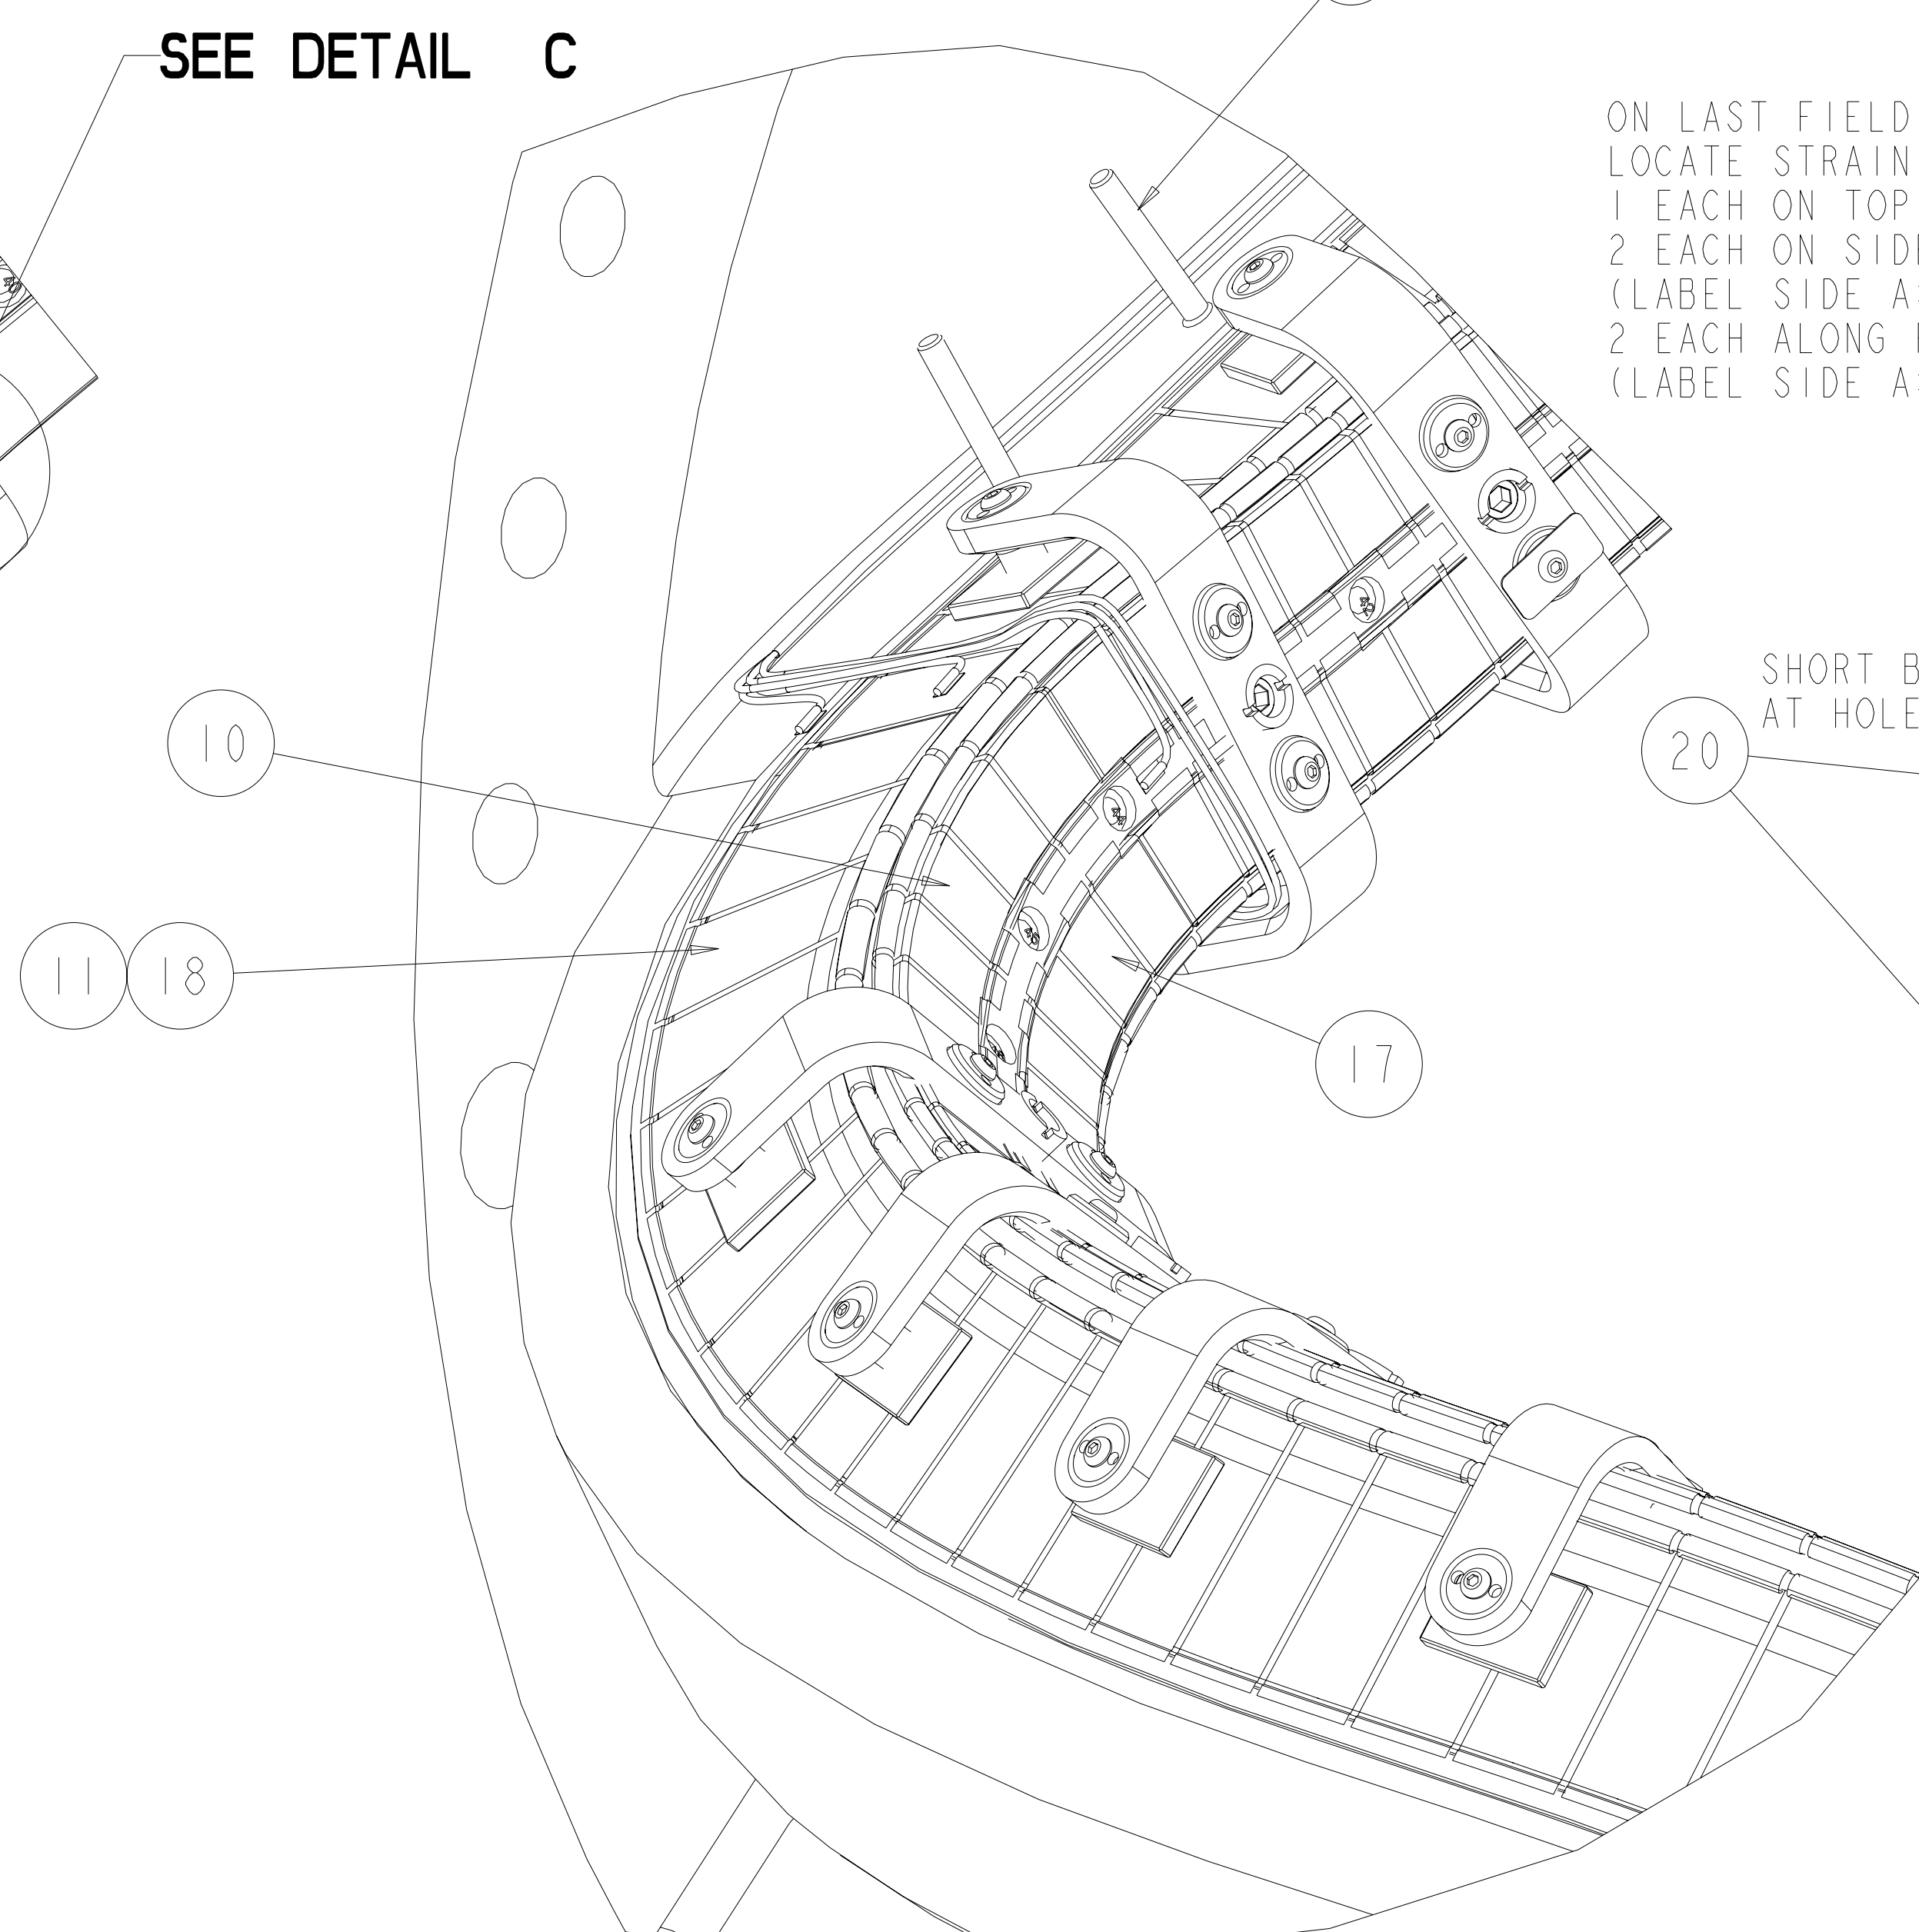 SEE DETAIL C
ON LAST FIELD
LOCATE STRAIN
1 EACH ON TOP
2 EACH ON SIDE
(LABEL SIDE A
2 EACH ALONG
(LABEL SIDE A
SHORT B
AT HOLE
10
20
11 18
17